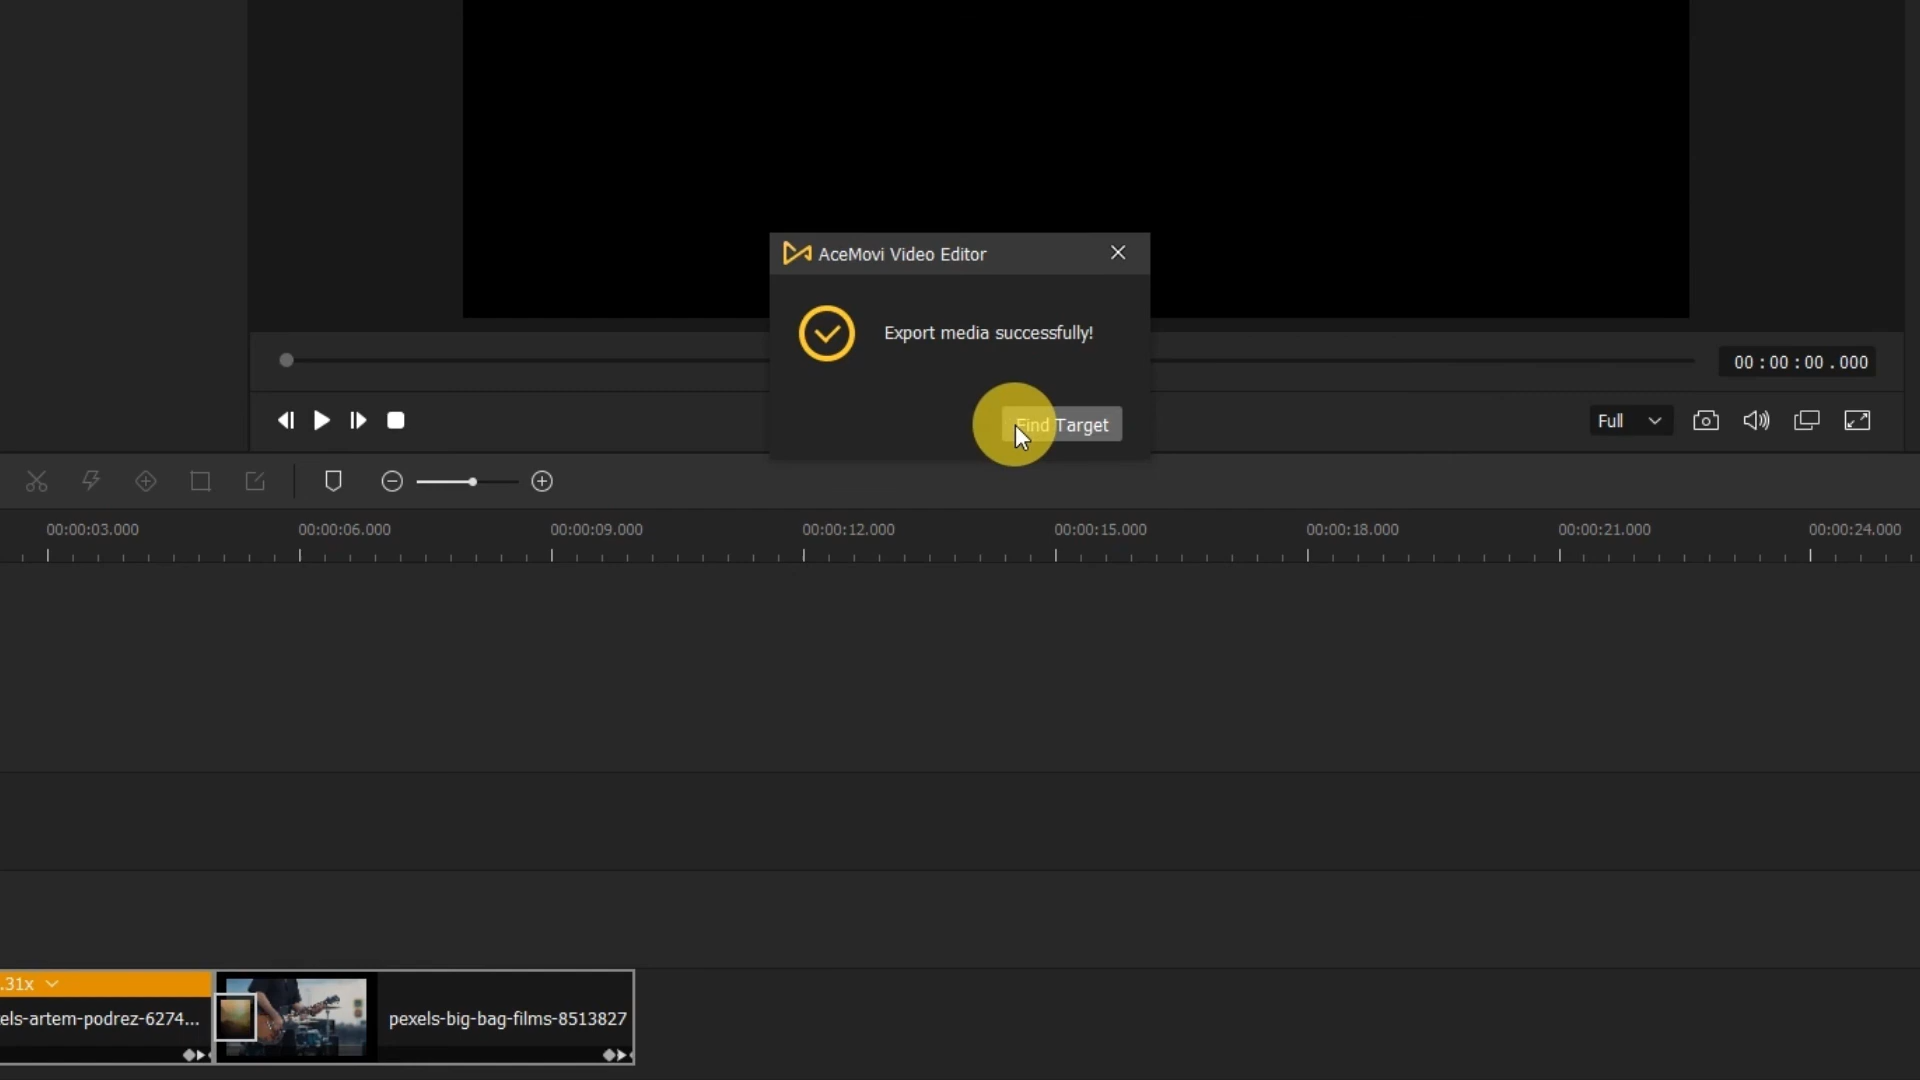 AceMovi Video Editor
Export media successfully!
00:00:00.000
Find Target
Full
00:00:03.000
00:00:06.000
00:00:09.000
00:00:12.000
00:00:15.000
00:00:18.000
00:00:21.000
00:00:24.000
.31x
els-artem-podrez-6274...
pexels-big-bag-films-8513827